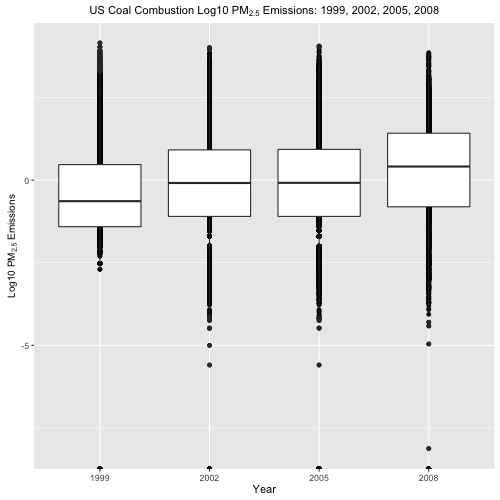 US Coal Combustion Log10 PM2.5 Emissions: 1999, 2002, 2005, 2008
Log10 PM2.5 Emissions
0
-5
1999 2002 2005 2008
Year